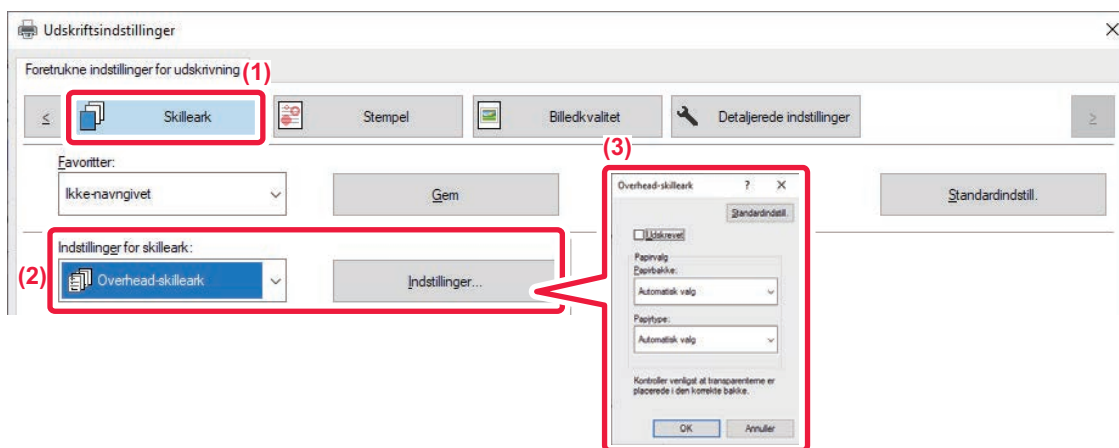 Udskriftsindstillinger
Foretrukne indstillinger for udskrivning
(1)
<
Skilleark
Stempel
Billedkvalitet
Detaljerede indstillinger
>
Favoritter:
Ikke-navngivet
Gem
Standardindstill.
(2)
Indstillinger for skilleark:
Overhead-skilleark
Indstillinger...
(3)
Overhead-skilleark ? X
Standardindstill.
Udskrevet
Papirvalg
Papirbakke:
Automatisk valg
Papirtype:
Automatisk valg
Kontroller venligst at transparenterne er
placerede i den korrekte bakke.
OK
Annuller